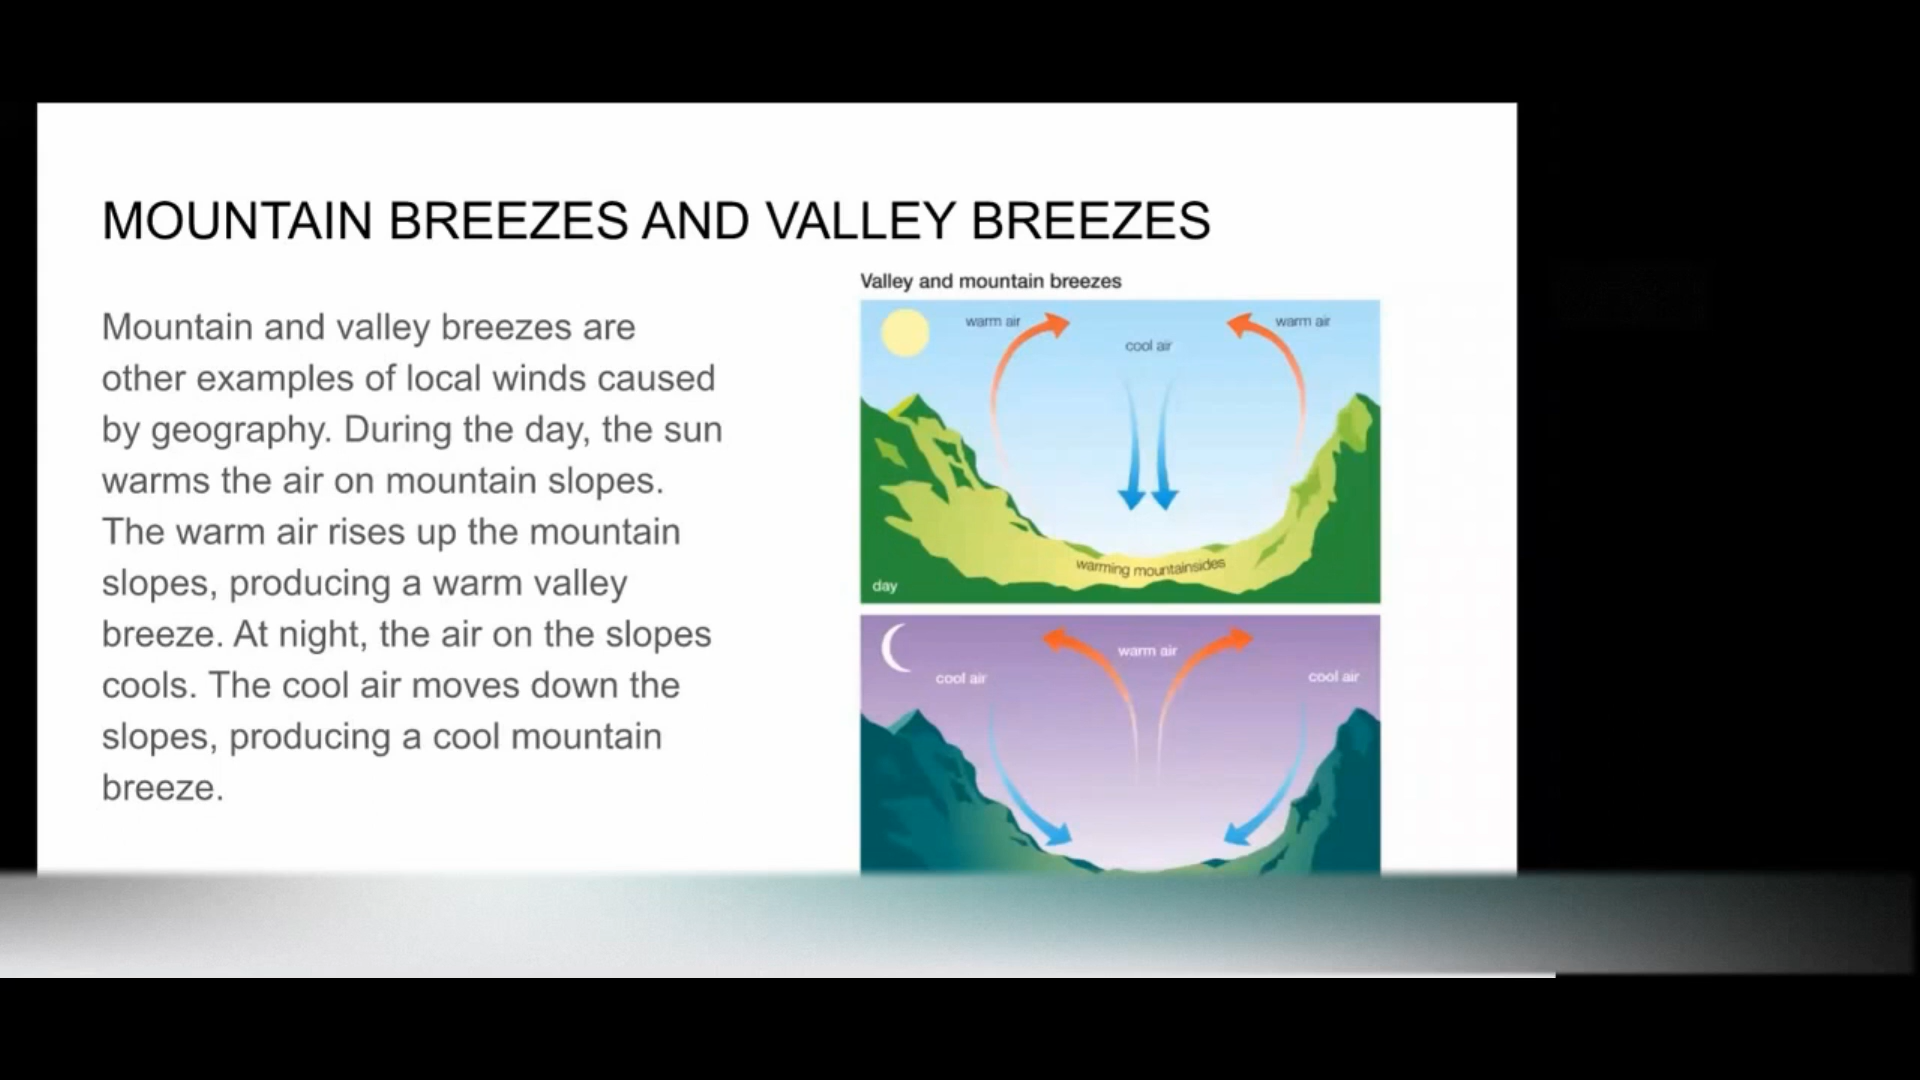 MOUNTAIN BREEZES AND VALLEY BREEZES
Mountain and valley breezes are
other examples of local winds caused
by geography. During the day, the sun
warms the air on mountain slopes.
The warm air rises up the mountain
slopes, producing a warm valley
breeze. At night, the air on the slopes
cools. The cool air moves down the
slopes, producing a cool mountain
breeze.
Valley and mountain breezes
warm air
warm air
cool air
warming mountainsides
day
warm air
cool air
cool air